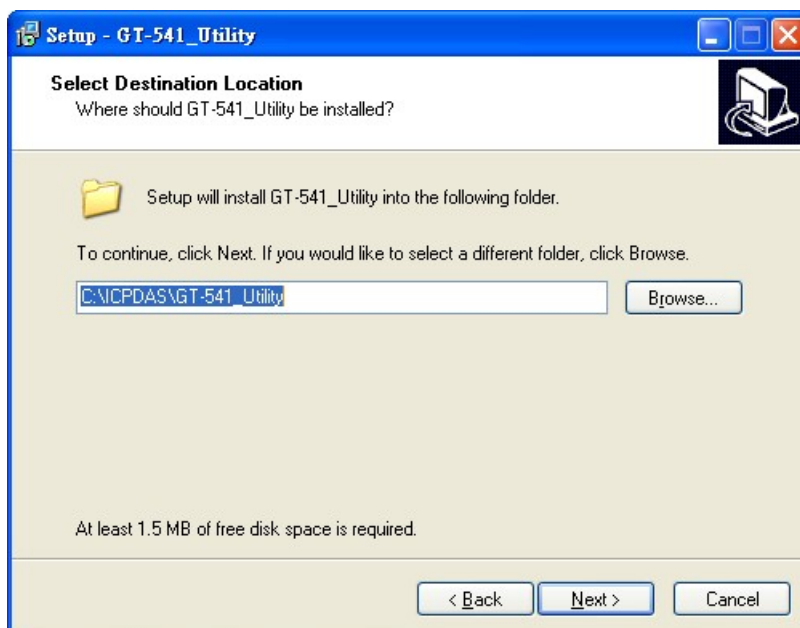 Setup - GT-541_Utility
Select Destination Location
Where should GT-541_Utility be installed?
Setup will install GT-541_Utility into the following folder.
To continue, click Next. If you would like to select a different folder, click Browse.
C:\ICPDAS\GT-541_Utility
Browse...
At least 1.5 MB of free disk space is required.
< Back
Next >
Cancel